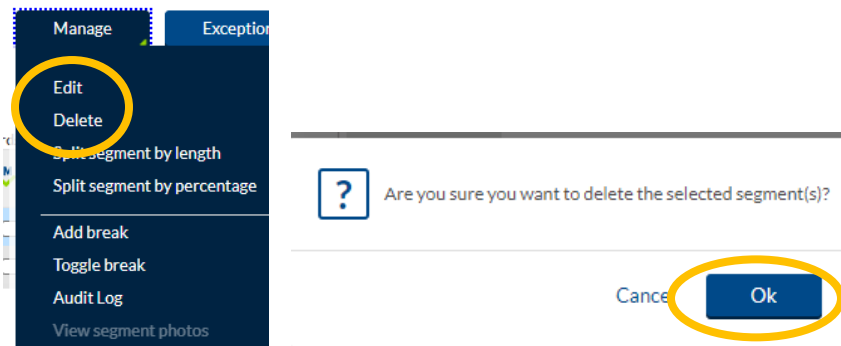 Manage
Exception
Edit
Delete
Split segment by length
Split segment by percentage
Add break
Toggle break
Audit Log
View segment photos
?
Are you sure you want to delete the selected segment(s)?
Cance
Ok